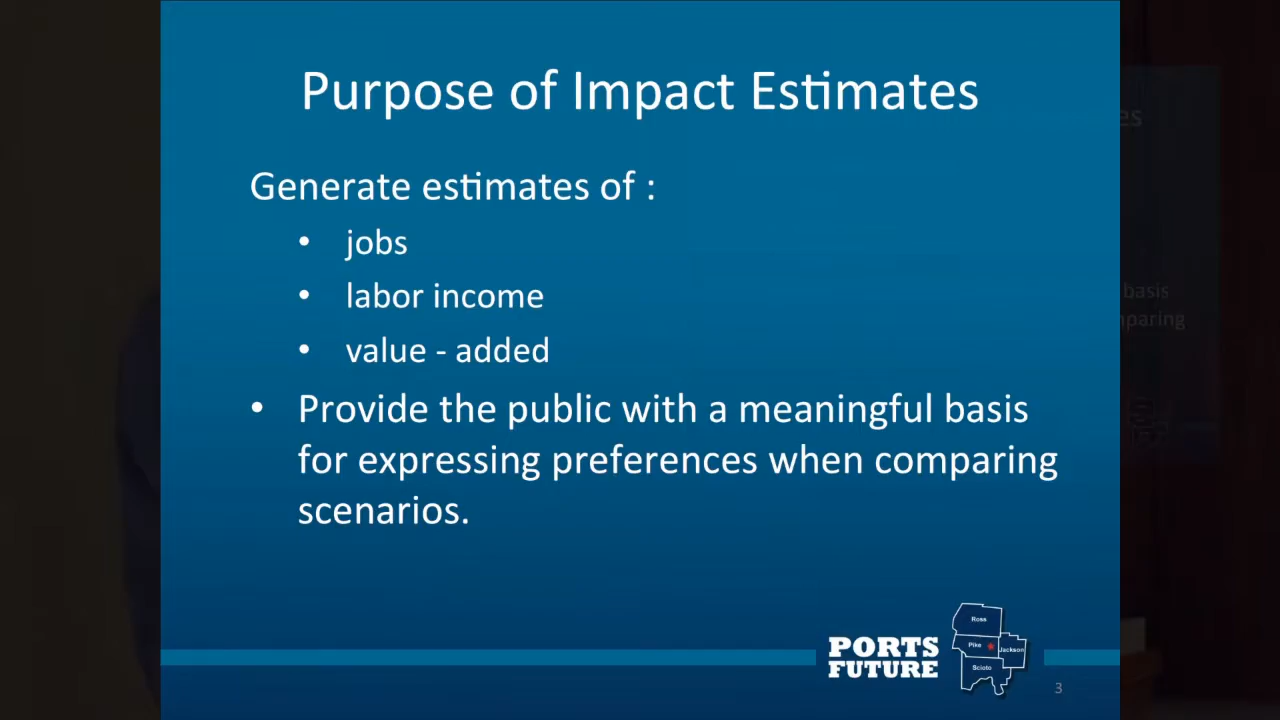 Purpose of Impact Estimates
Generate estimates of :
• jobs
• labor income
• value - added
• Provide the public with a meaningful basis
for expressing preferences when comparing
scenarios.
PORTS
FUTURE
Ross
Pike
Jackson
Scioto
3
basis